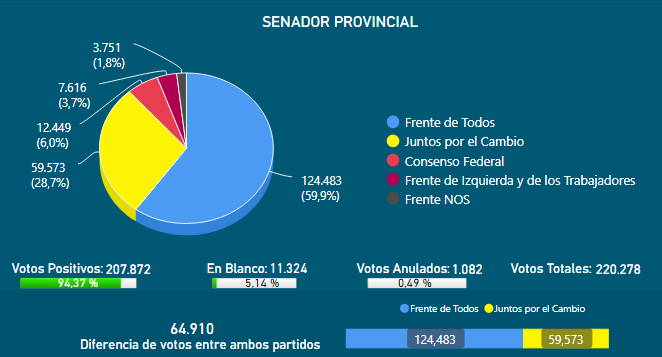 SENADOR PROVINCIAL
3.751
(1,8%)
7.616
(3,7%)
12.449
(6,0%)
59.573
(28,7%)
124.483
(59,9%)
Frente de Todos
Juntos por el Cambio
Consenso Federal
Frente de Izquierda y de los Trabajadores
Frente NOS
Votos Positivos: 207.872
94,37 %
En Blanco: 11.324
5,14 %
Votos Anulados: 1.082
0,49 %
Votos Totales: 220.278
64.910
Diferencia de votos entre ambos partidos
Frente de Todos Juntos por el Cambio
124,483 59,573